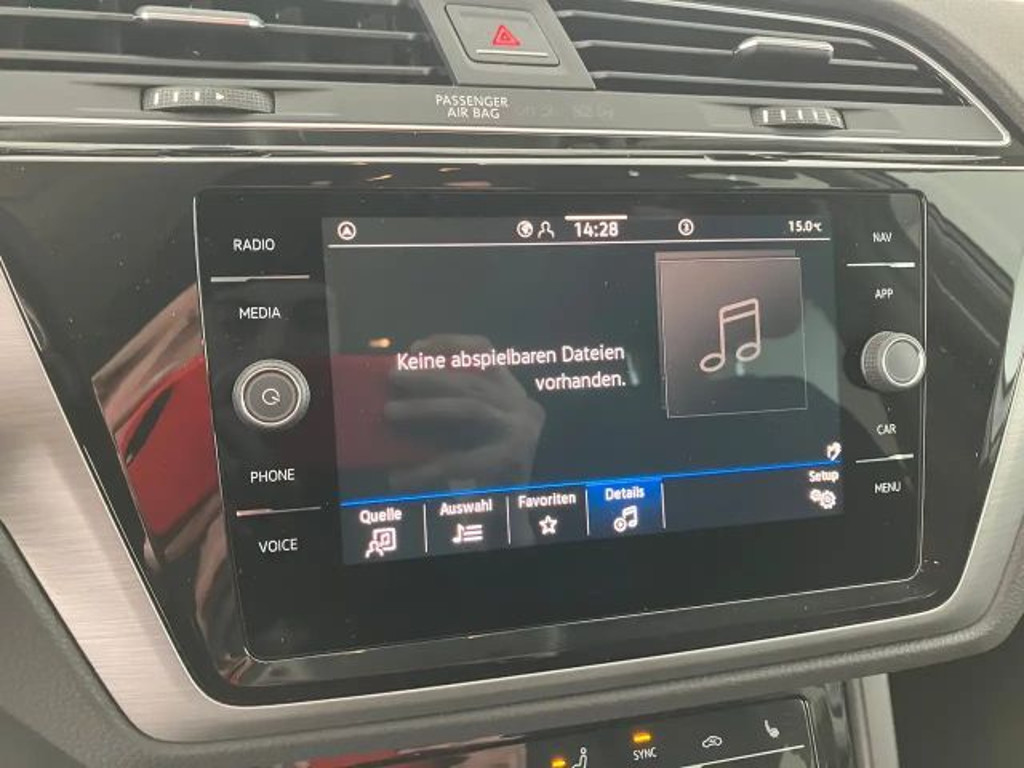 PASSENGER
AIR BAG
RADIO
MEDIA
PHONE
VOICE
14:28
15.0°C
Keine abspielbaren Dateien
vorhanden.
Quelle
Auswahl
Favoriten
Details
Setup
NAV
APP
CAR
MENU
SYNC